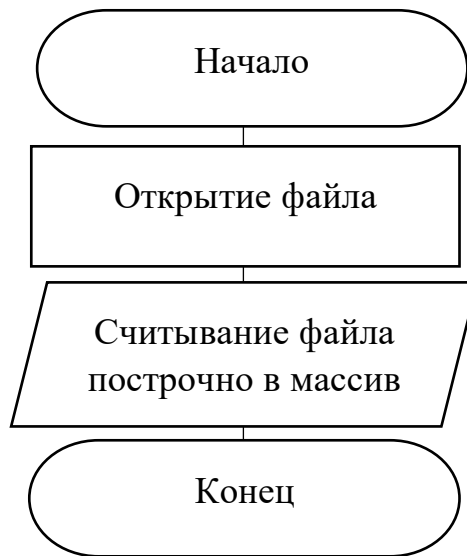 Начало
Открытие файла
Считывание файла
построчно в массив
Конец